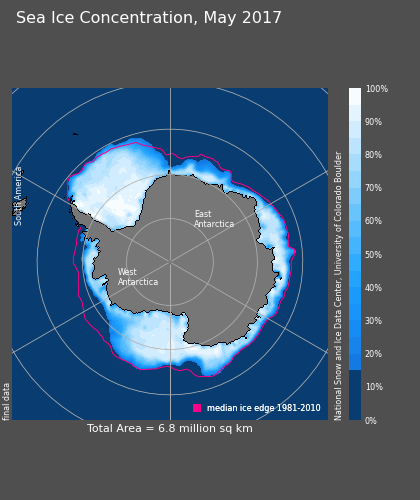 Sea Ice Concentration, May 2017
100%
90%
80%
70%
60%
50%
40%
30%
20%
10%
0%
South America
East
Antarctica
West
Antarctica
National Snow and Ice Data Center, University of Colorado Boulder
final data
median ice edge 1981-2010
Total Area = 6.8 million sq km